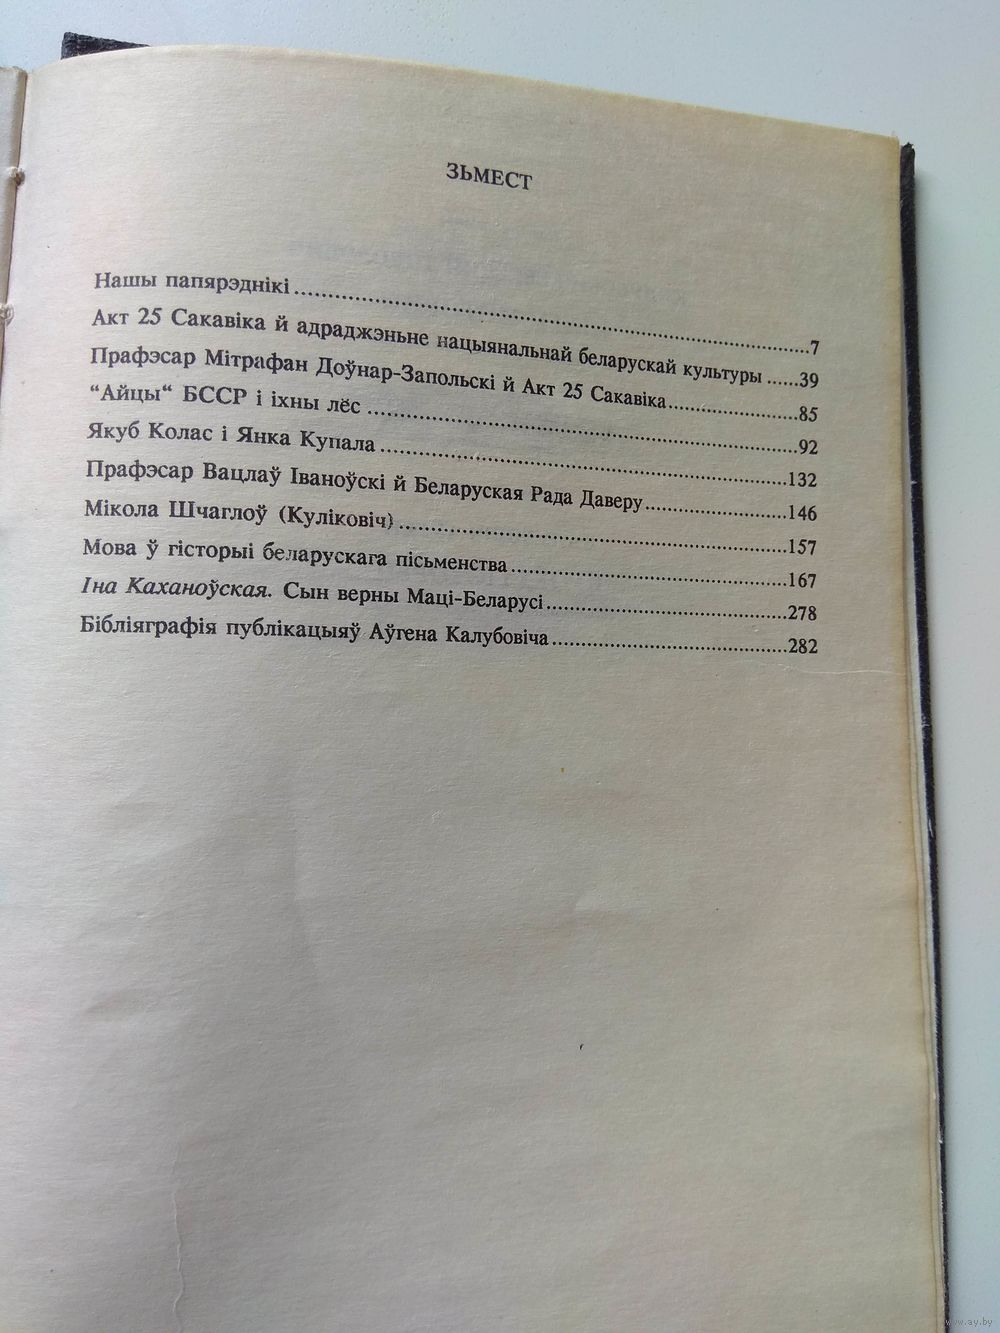 ЗЬМЕСТ
Нашы папярэднікі..........7
Акт 25 Сакавіка й адраджэньне нацыянальнай беларускай культуры ......39
Прафэсар Мітрафан Доўнар-Запольскі й Акт 25 Сакавіка..........85
“Айцы“ БССР і іхны лёс ..........92
Якуб Колас і Янка Купала ..........132
Прафэсар Вацлаў Іваноўскі й Беларуская Рада Даверу..........146
Мікола Шчаглоў (Куліковіч) ..........157
Мова ў гісторыі беларускага пісьменства ..........167
Іна Каханоўская. Сын верны Маці-Беларусі..........278
Бібліяграфія публікацыяў Аўгена Калубовіча..........282
www.ay.by